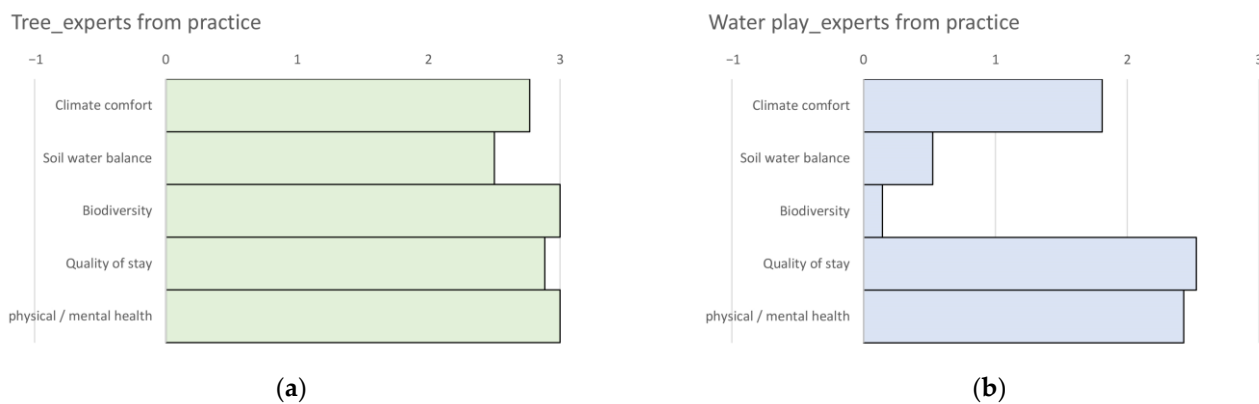 Tree_experts from practice
−1 0 1 2 3
Climate comfort
Soil water balance
Biodiversity
Quality of stay
physical / mental health
(a)
Water play_experts from practice
−1 0 1 2 3
Climate comfort
Soil water balance
Biodiversity
Quality of stay
physical / mental health
(b)